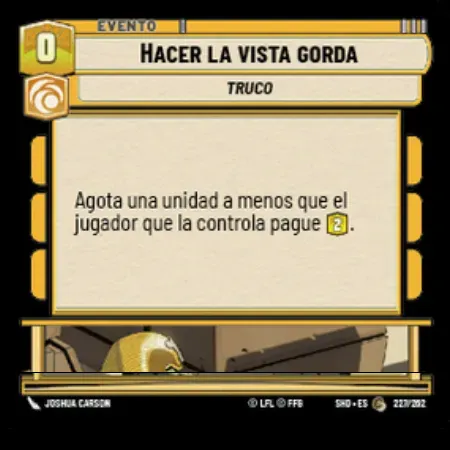 EVENTO
0
HACER LA VISTA GORDA
TRUCO
Agota una unidad a menos que el
jugador que la controla pague 2.
JOSHUA CARSON
© LFL © FFG
SHD • ES
227/262